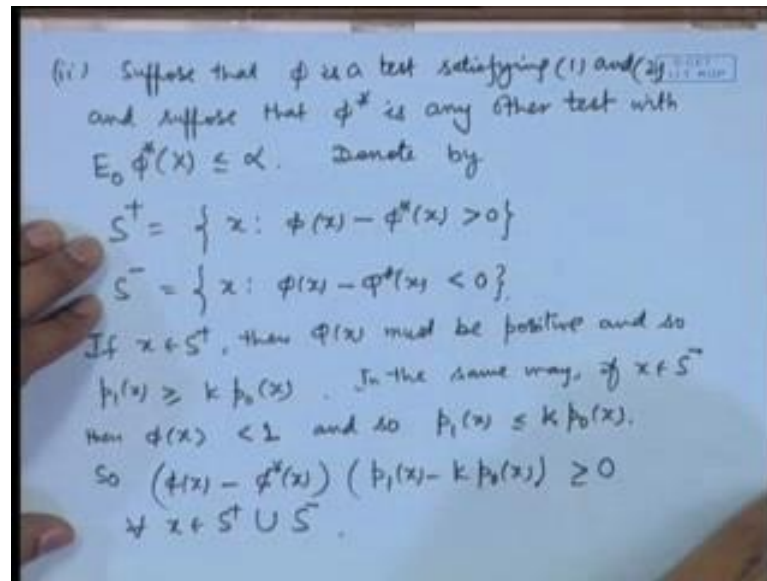 (ii) Suppose that φ is a test satisfying (1) and (2)
and suppose that φ* is any other test with
E₀ φ*(X) ≤ α. Denote by
S⁺ = { x : φ(x) - φ*(x) > 0}
S⁻ = { x : φ(x) - φ*(x) < 0}.
If x ∈ S⁺, then φ(x) must be positive and so
p₁(x) ≥ k p₀(x). In the same way, if x ∈ S⁻
then φ(x) < 1 and so p₁(x) ≤ k p₀(x).
So (φ(x) - φ*(x)) (p₁(x) - k p₀(x)) ≥ 0
∀ x ∈ S⁺ ∪ S⁻.